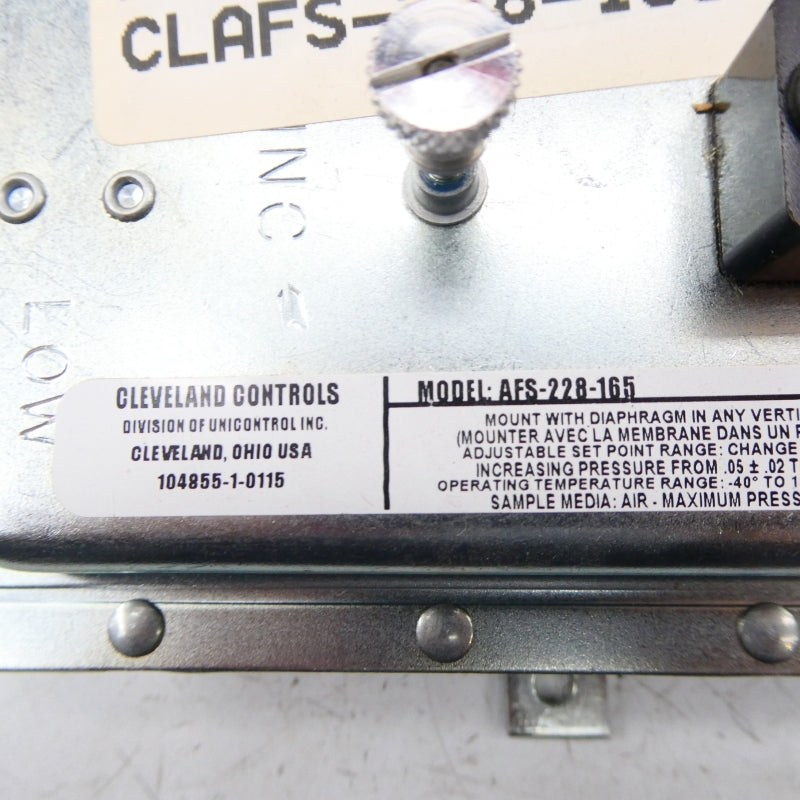 INC
LOW
CLEVELAND CONTROLS
DIVISION OF UNICONTROL INC.
CLEVELAND, OHIO USA
104855-1-0115
MODEL: AFS-228-165
MOUNT WITH DIAPHRAGM IN ANY VERTI
(MOUNTER AVEC LA MEMBRANE DANS UN
ADJUSTABLE SET POINT RANGE: CHANGE
INCREASING PRESSURE FROM .05 ± .02 T
OPERATING TEMPERATURE RANGE: -40° TO 1
SAMPLE MEDIA: AIR - MAXIMUM PRESS